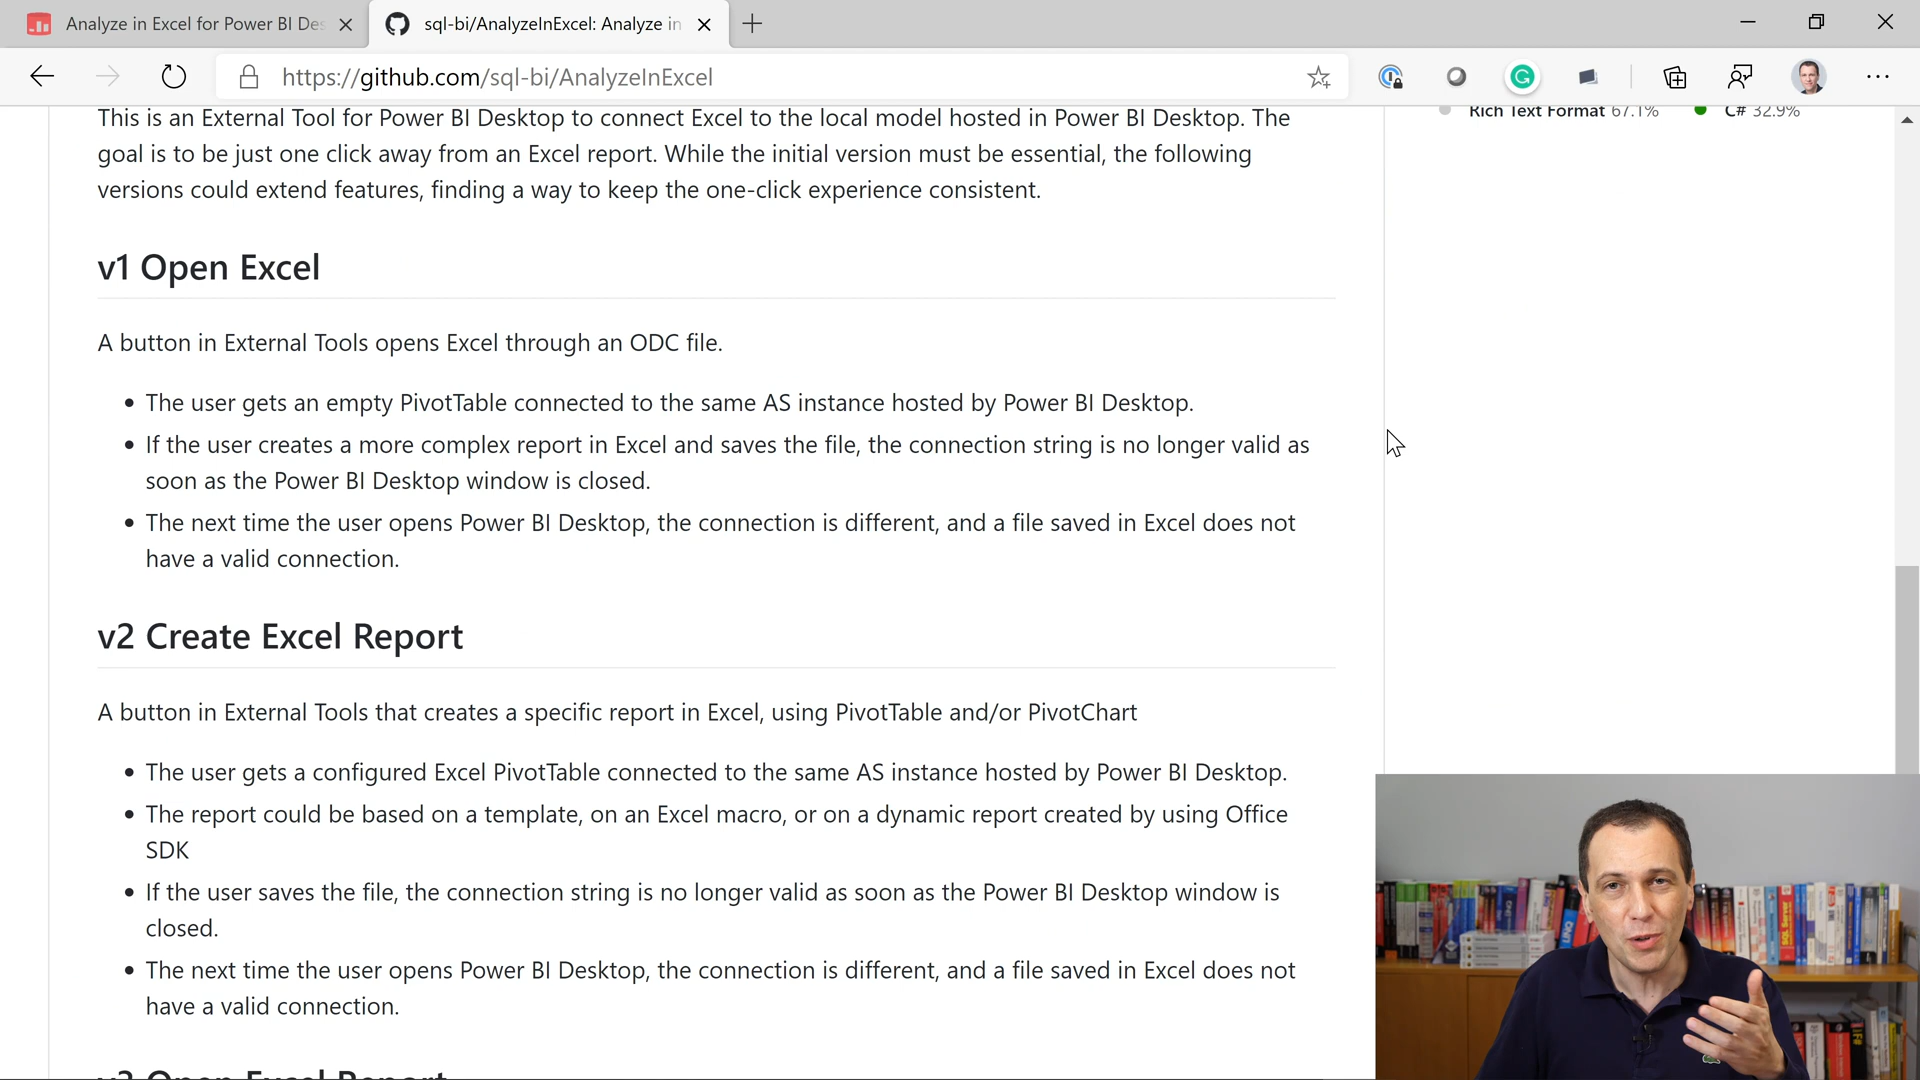 Analyze in Excel for Power BI Des
sql-bi/AnalyzeInExcel: Analyze in
https://github.com/sql-bi/AnalyzeInExcel
This is an External Tool for Power BI Desktop to connect Excel to the local model hosted in Power BI Desktop. The
goal is to be just one click away from an Excel report. While the initial version must be essential, the following
versions could extend features, finding a way to keep the one-click experience consistent.
Rich Text Format 67.1% C# 32.9%
v1 Open Excel
A button in External Tools opens Excel through an ODC file.
The user gets an empty PivotTable connected to the same AS instance hosted by Power BI Desktop.
If the user creates a more complex report in Excel and saves the file, the connection string is no longer valid as
soon as the Power BI Desktop window is closed.
The next time the user opens Power BI Desktop, the connection is different, and a file saved in Excel does not
have a valid connection.
v2 Create Excel Report
A button in External Tools that creates a specific report in Excel, using PivotTable and/or PivotChart
The user gets a configured Excel PivotTable connected to the same AS instance hosted by Power BI Desktop.
The report could be based on a template, on an Excel macro, or on a dynamic report created by using Office
SDK
If the user saves the file, the connection string is no longer valid as soon as the Power BI Desktop window is
closed.
The next time the user opens Power BI Desktop, the connection is different, and a file saved in Excel does not
have a valid connection.
v3 Open Excel Report